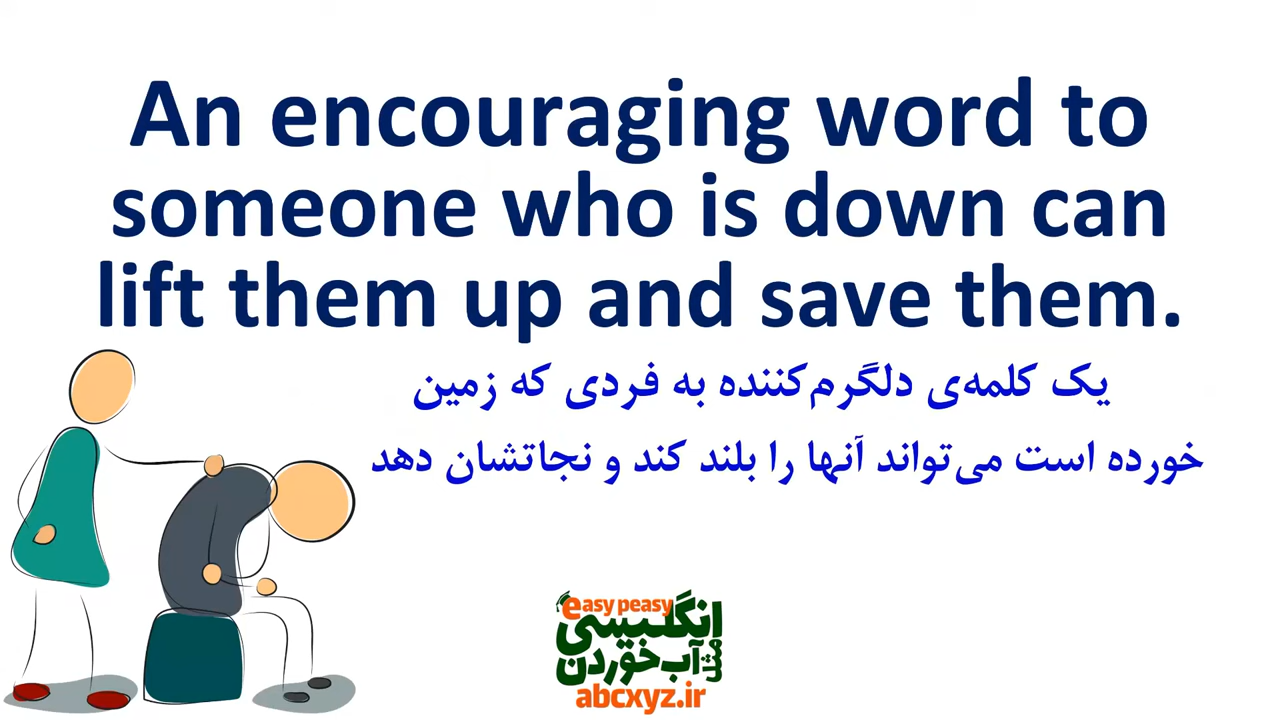 An encouraging word to
someone who is down can
lift them up and save them.
یک کلمه‌ی دلگرم‌کننده به فردی که زمین
خورده است می‌تواند آنها را بلند کند و نجاتشان دهد
easy peasy
انگلیسی
مثل آب خوردن
abcxyz.ir